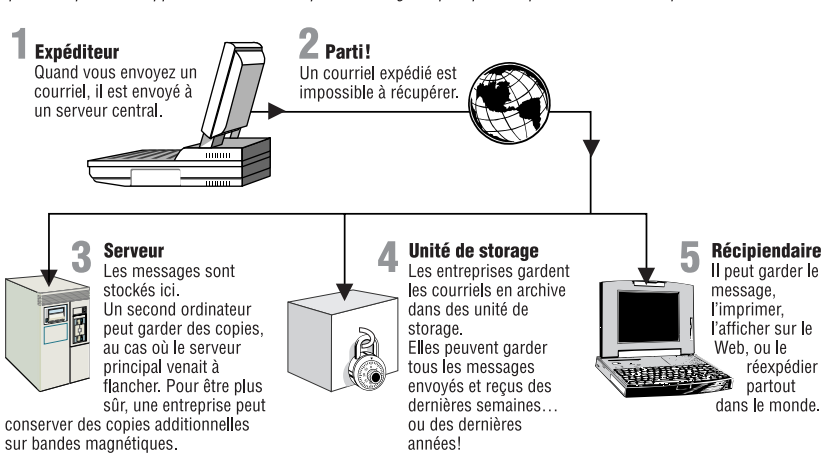 1 Expéditeur
Quand vous envoyez un
courriel, il est envoyé à
un serveur central.
2 Parti!
Un courriel expédié est
impossible à récupérer.
3 Serveur
Les messages sont
stockés ici.
Un second ordinateur
peut garder des copies,
au cas où le serveur
principal venait à
flancher. Pour être plus
sûr, une entreprise peut
conserver des copies additionnelles
sur bandes magnétiques.
4 Unité de storage
Les entreprises gardent
les courriels en archive
dans des unité de
storage.
Elles peuvent garder
tous les messages
envoyés et reçus des
dernières semaines…
ou des dernières
années!
5 Récipiendaire
Il peut garder le
message,
l'imprimer,
l'afficher sur le
Web, ou le
réexpédier
partout
dans le monde.